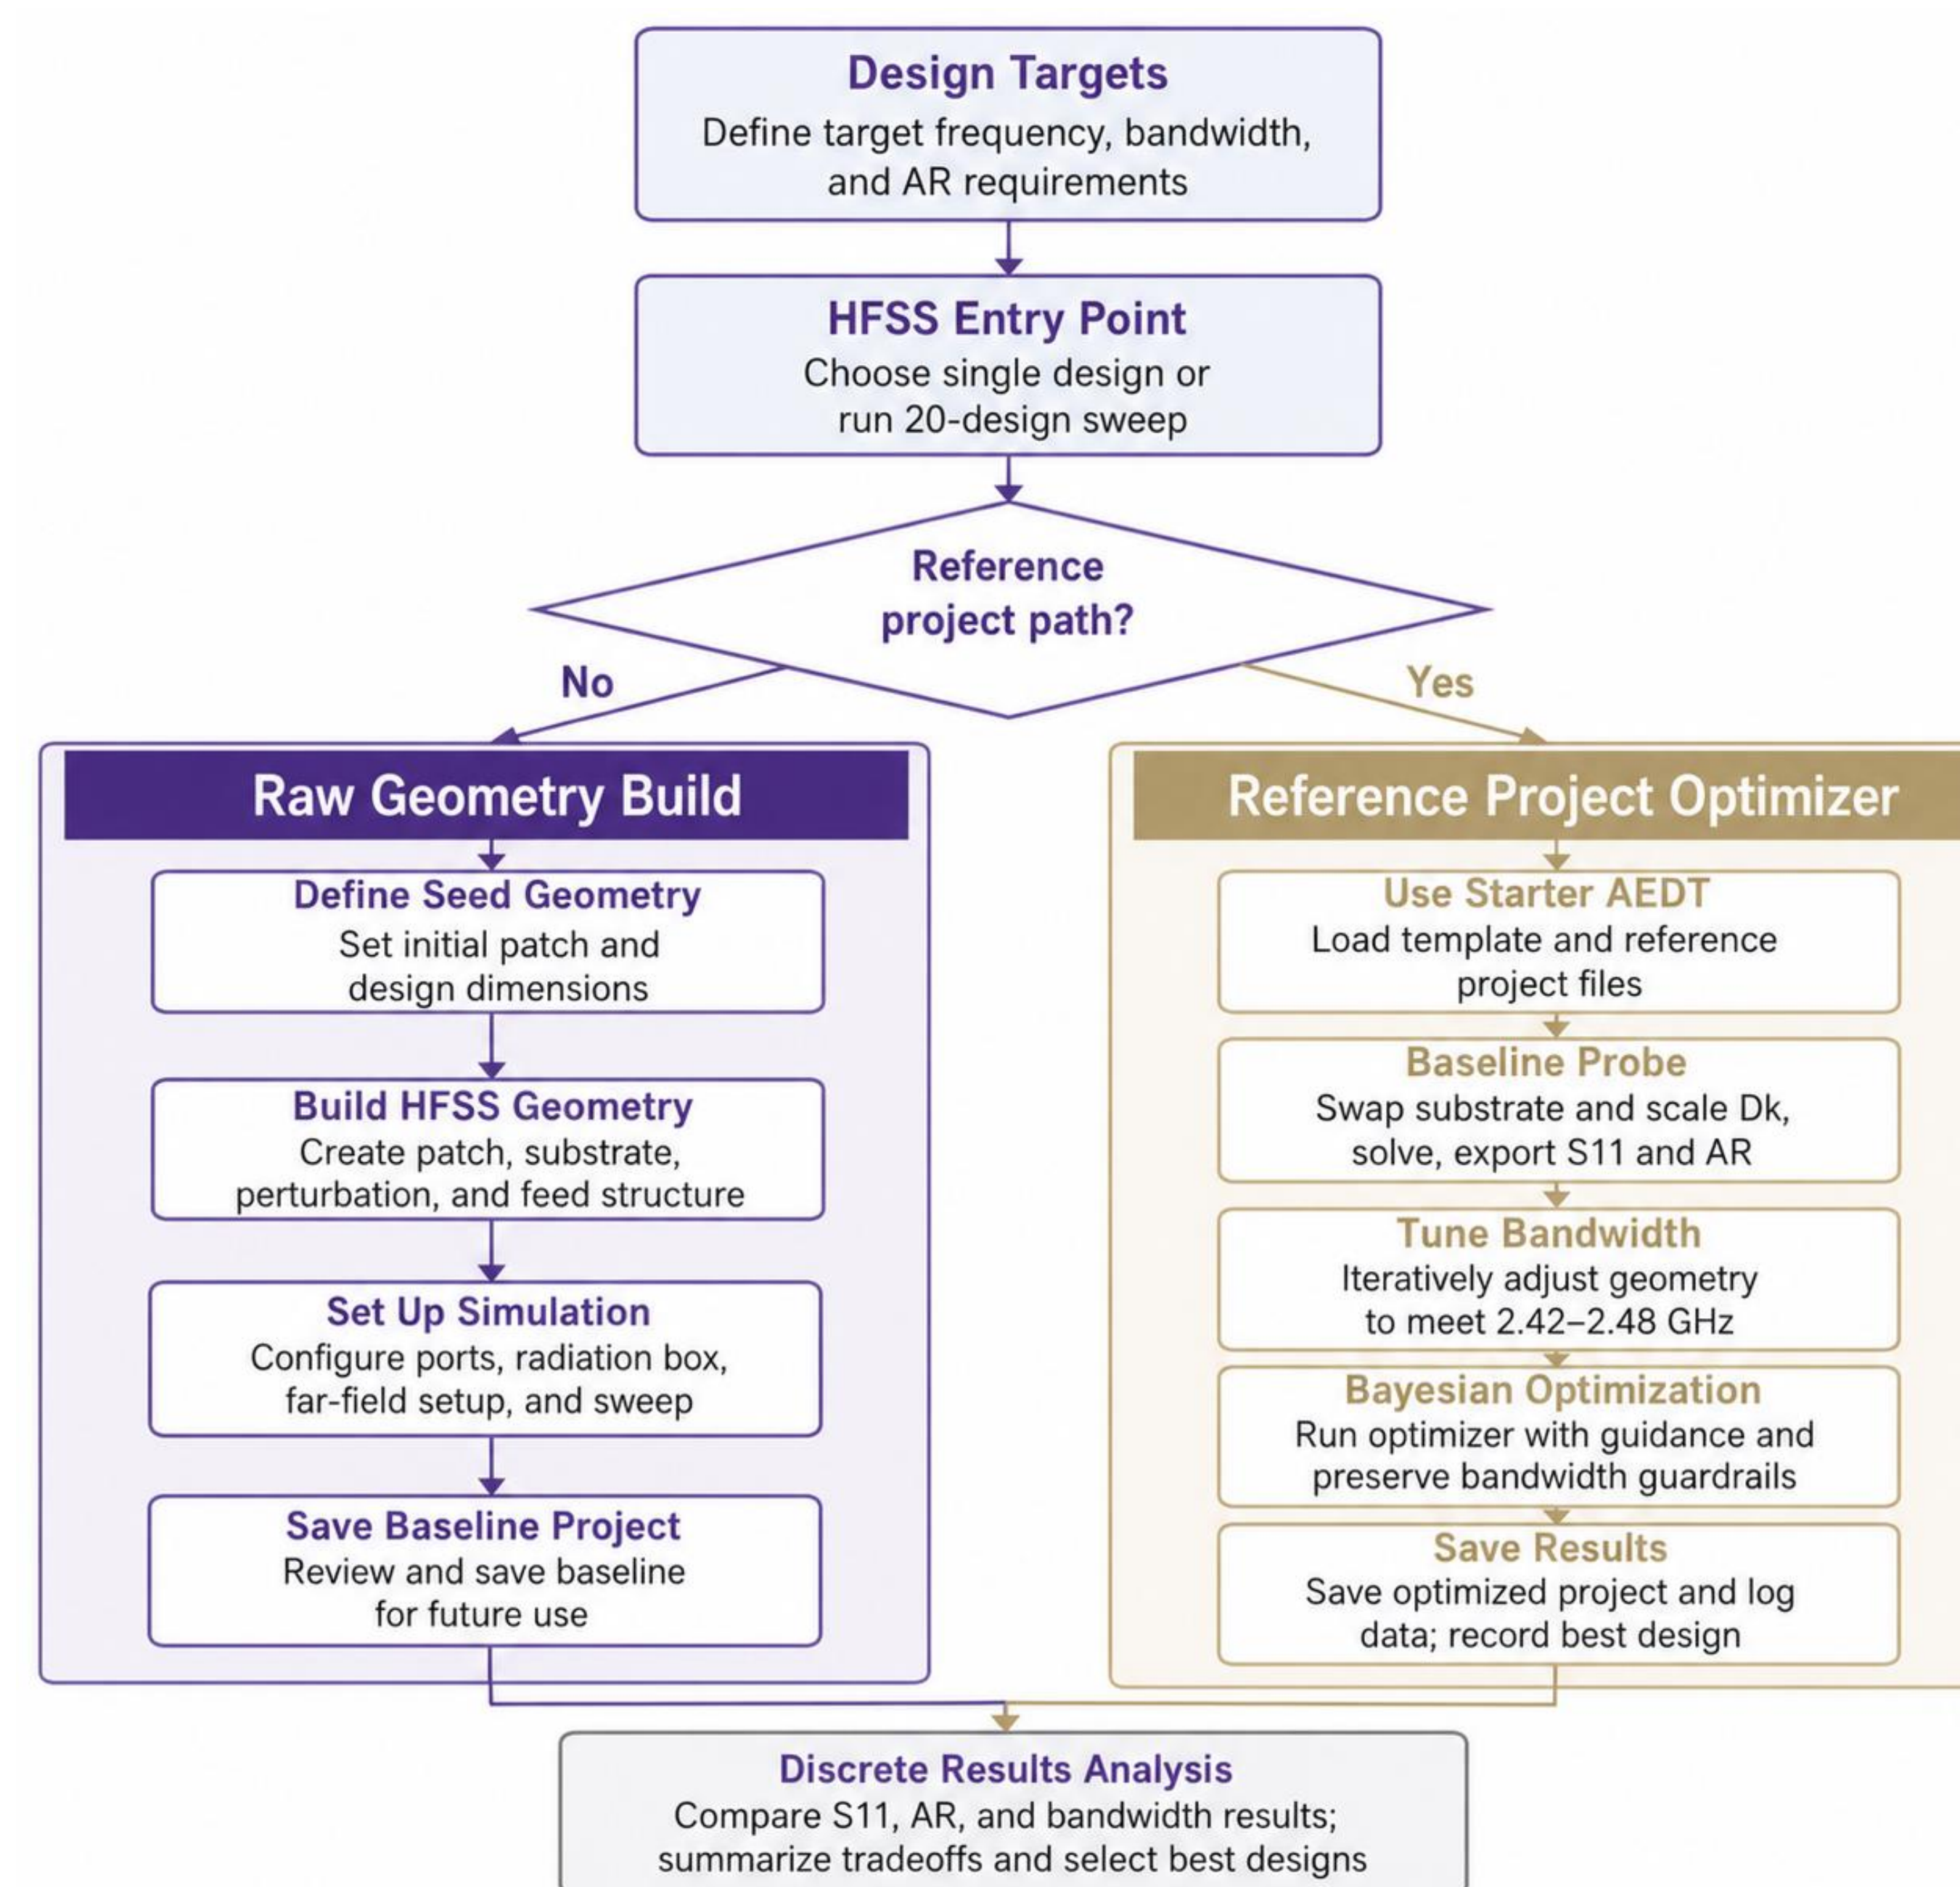 Design Targets
Define target frequency, bandwidth,
and AR requirements
HFSS Entry Point
Choose single design or
run 20-design sweep
Reference
project path?
No
Yes
Raw Geometry Build
Define Seed Geometry
Set initial patch and
design dimensions
Build HFSS Geometry
Create patch, substrate,
perturbation, and feed structure
Set Up Simulation
Configure ports, radiation box,
far-field setup, and sweep
Save Baseline Project
Review and save baseline
for future use
Reference Project Optimizer
Use Starter AEDT
Load template and reference
project files
Baseline Probe
Swap substrate and scale Dk,
solve, export S11 and AR
Tune Bandwidth
Iteratively adjust geometry
to meet 2.42–2.48 GHz
Bayesian Optimization
Run optimizer with guidance and
preserve bandwidth guardrails
Save Results
Save optimized project and log
data; record best design
Discrete Results Analysis
Compare S11, AR, and bandwidth results;
summarize tradeoffs and select best designs